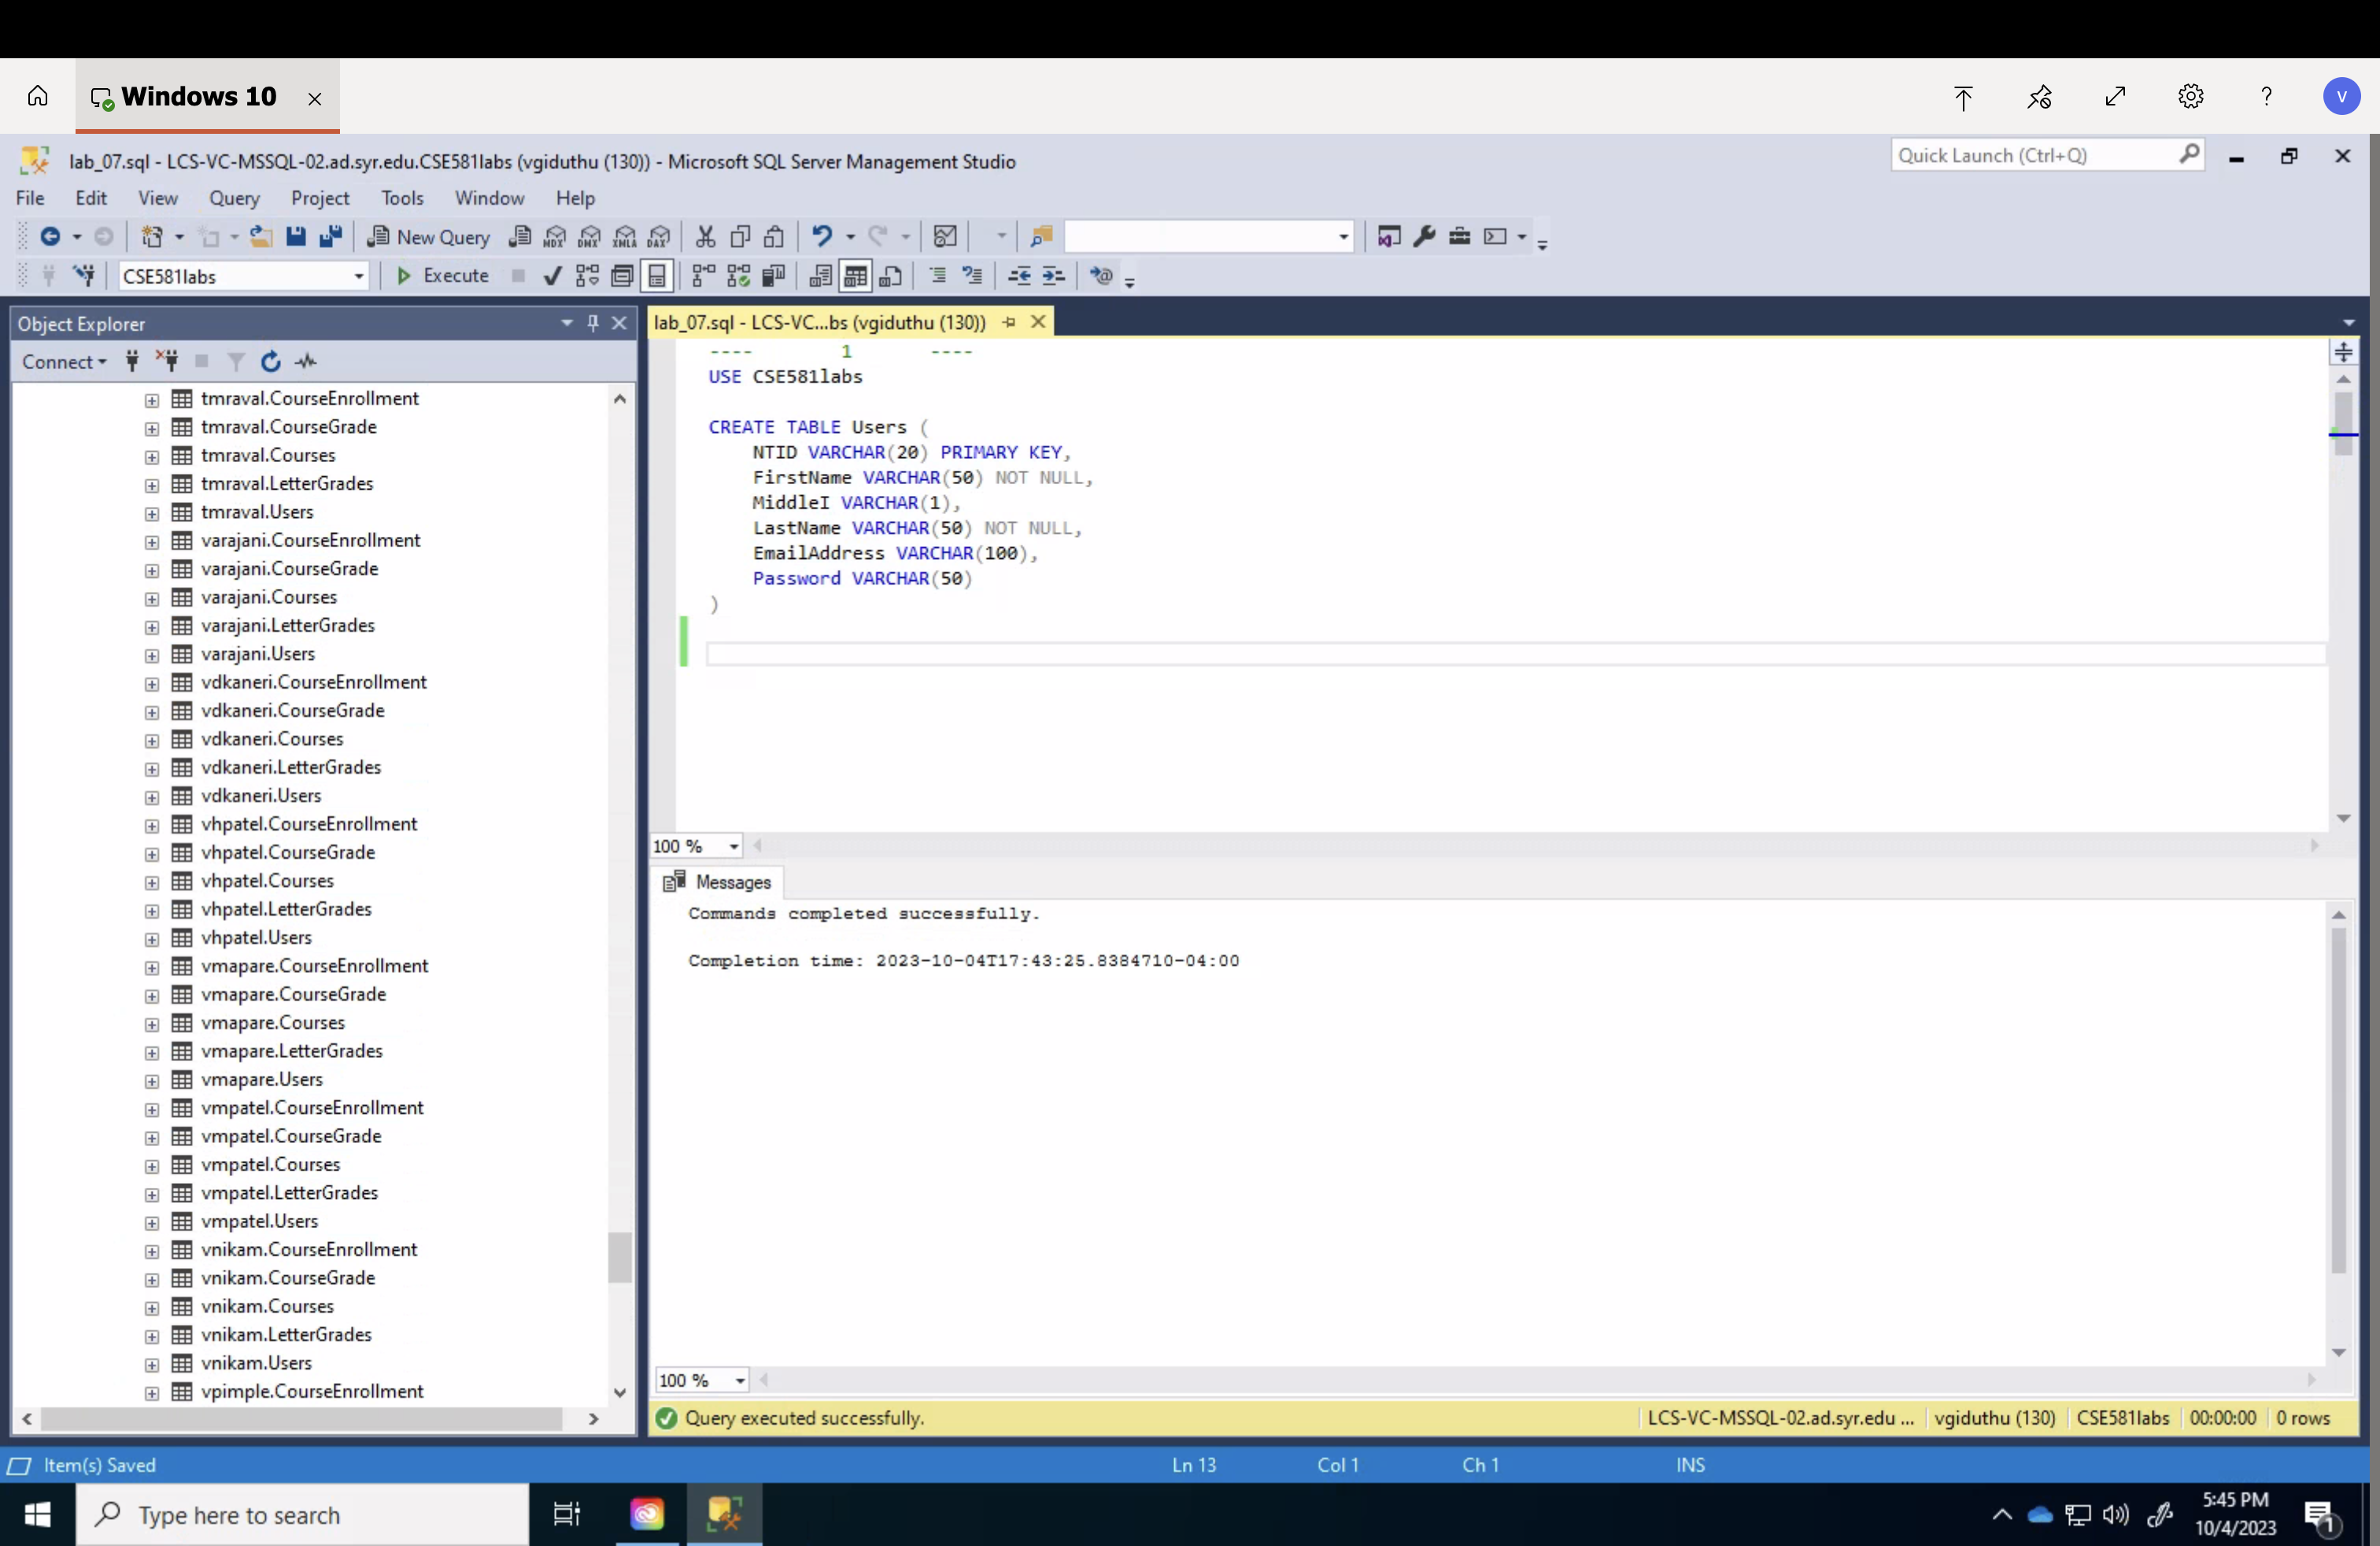 Windows 10
V
lab_07.sql - LCS-VC-MSSQL-02.ad.syr.edu.CSE581labs (vgiduthu (130)) - Microsoft SQL Server Management Studio
Quick Launch (Ctrl+Q)
File Edit View Query Project Tools Window Help
New Query MDX DMX XMLA DAX
CSE581labs Execute
Object Explorer
Connect
tmraval.CourseEnrollment
tmraval.CourseGrade
tmraval.Courses
tmraval.LetterGrades
tmraval.Users
varajani.CourseEnrollment
varajani.CourseGrade
varajani.Courses
varajani.LetterGrades
varajani.Users
vdkaneri.CourseEnrollment
vdkaneri.CourseGrade
vdkaneri.Courses
vdkaneri.LetterGrades
vdkaneri.Users
vhpatel.CourseEnrollment
vhpatel.CourseGrade
vhpatel.Courses
vhpatel.LetterGrades
vhpatel.Users
vmapare.CourseEnrollment
vmapare.CourseGrade
vmapare.Courses
vmapare.LetterGrades
vmapare.Users
vmpatel.CourseEnrollment
vmpatel.CourseGrade
vmpatel.Courses
vmpatel.LetterGrades
vmpatel.Users
vnikam.CourseEnrollment
vnikam.CourseGrade
vnikam.Courses
vnikam.LetterGrades
vnikam.Users
vpimple.CourseEnrollment
lab_07.sql - LCS-VC...bs (vgiduthu (130))
---- 1 ----
USE CSE581labs
CREATE TABLE Users (
NTID VARCHAR(20) PRIMARY KEY,
FirstName VARCHAR(50) NOT NULL,
MiddleI VARCHAR(1),
LastName VARCHAR(50) NOT NULL,
EmailAddress VARCHAR(100),
Password VARCHAR(50)
)
100 %
Messages
Commands completed successfully.
Completion time: 2023-10-04T17:43:25.8384710-04:00
100 %
Query executed successfully. LCS-VC-MSSQL-02.ad.syr.edu ... vgiduthu (130) CSE581labs 00:00:00 0 rows
Item(s) Saved Ln 13 Col 1 Ch 1 INS
Type here to search
5:45 PM
10/4/2023
1